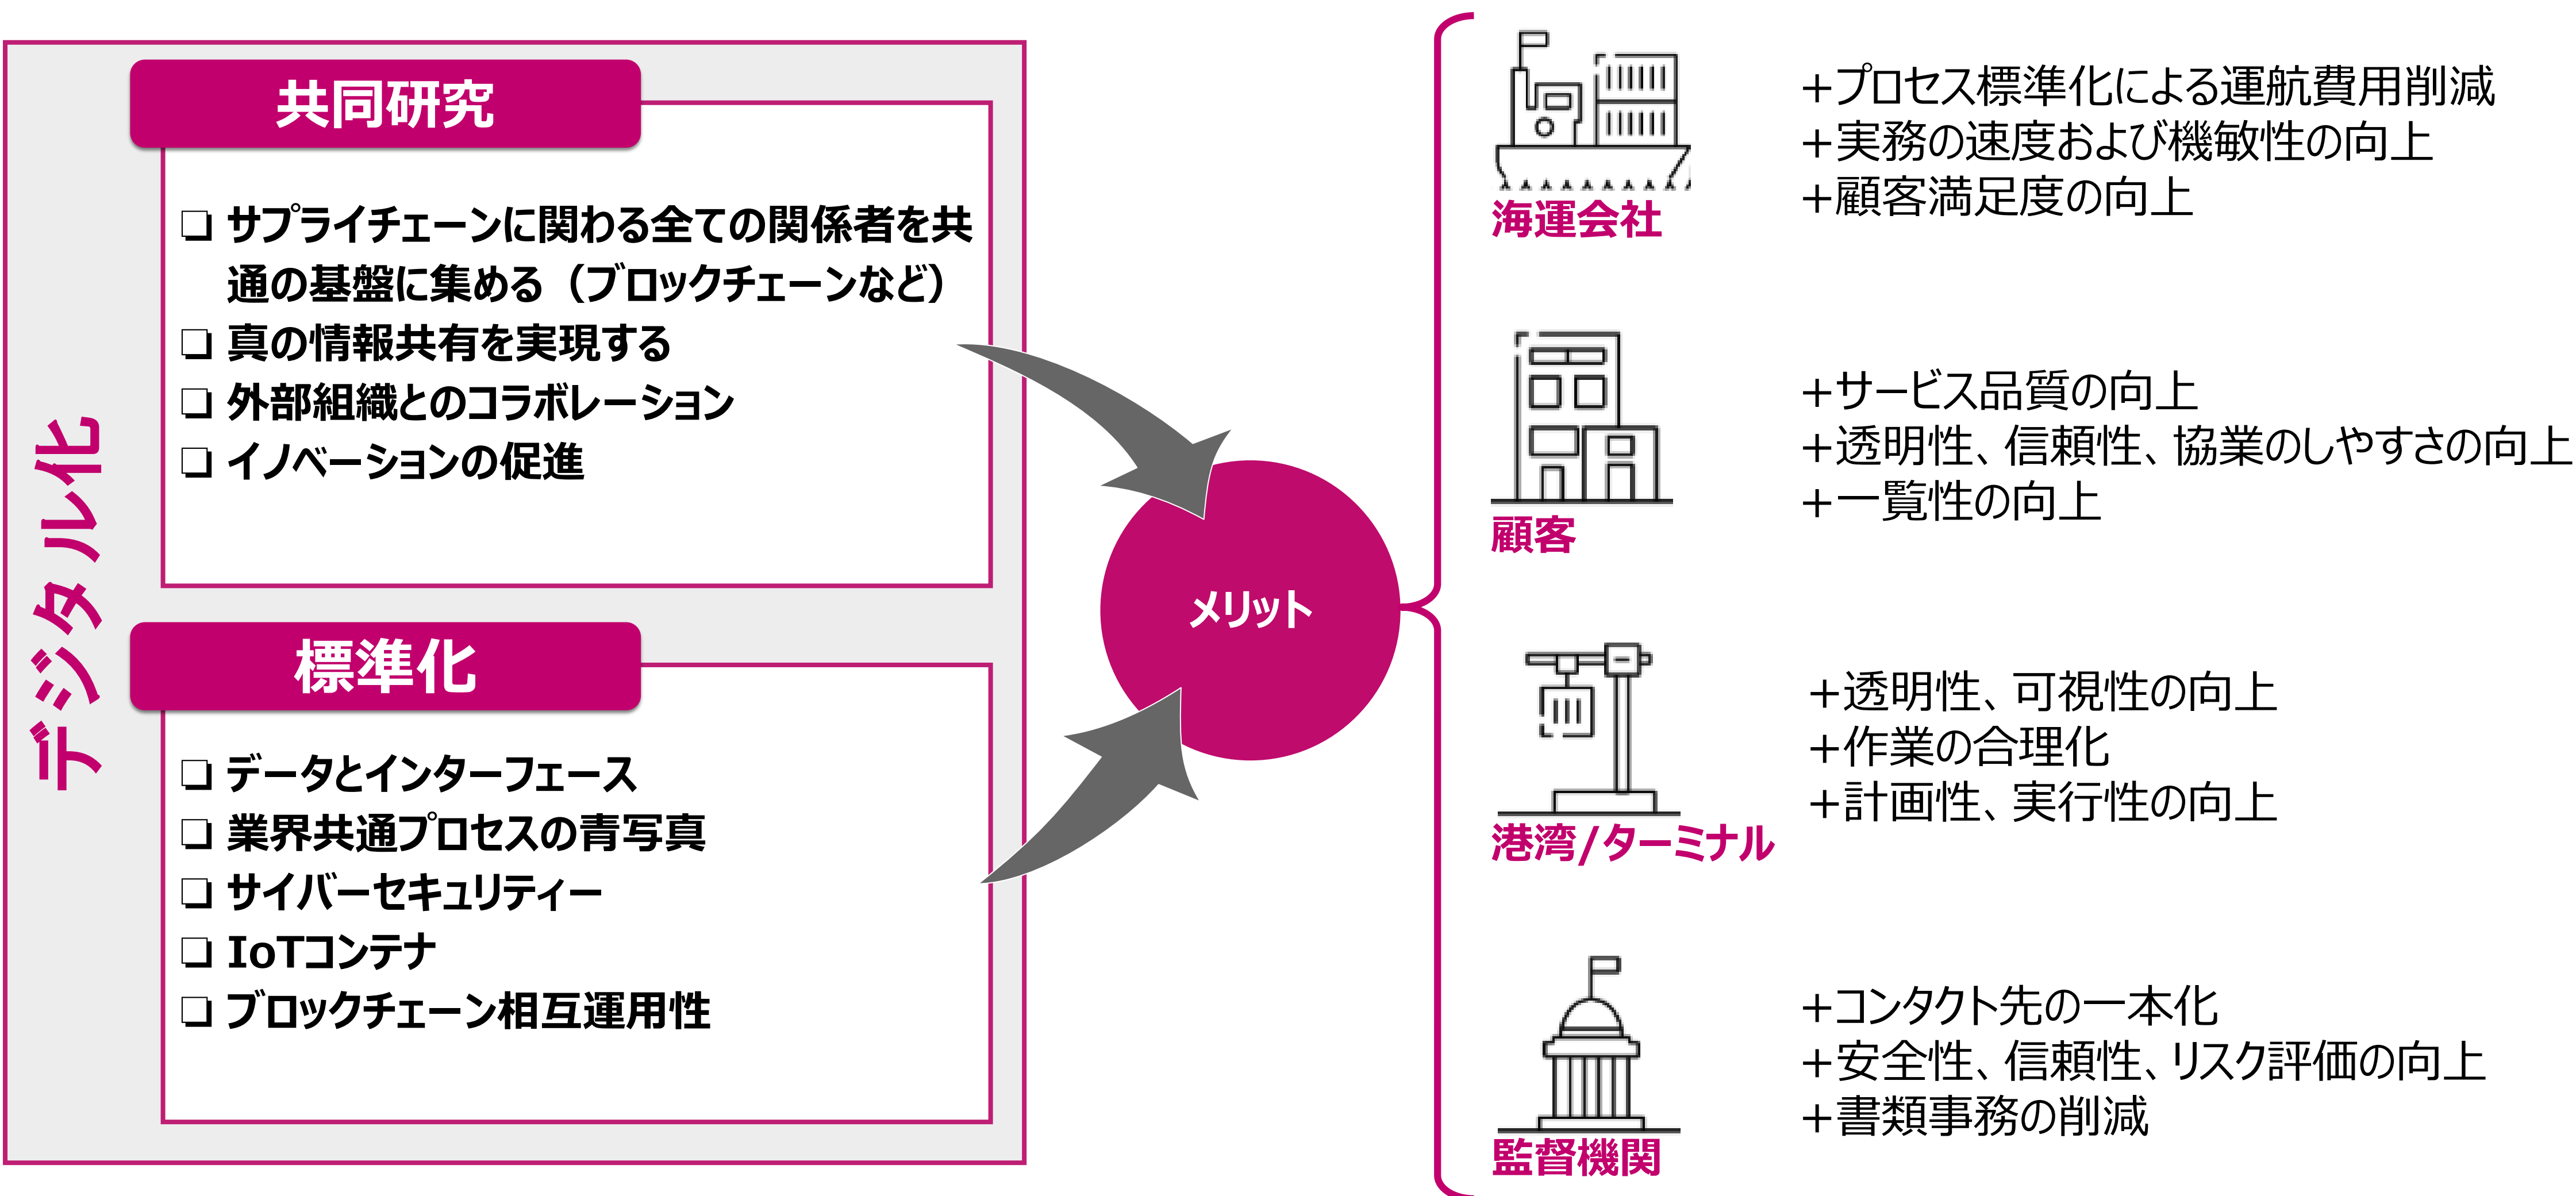 デジタル化
共同研究
❏ サプライチェーンに関わる全ての関係者を共
通の基盤に集める（ブロックチェーンなど）
❏ 真の情報共有を実現する
❏ 外部組織とのコラボレーション
❏ イノベーションの促進
標準化
❏ データとインターフェース
❏ 業界共通プロセスの青写真
❏ サイバーセキュリティー
❏ IoTコンテナ
❏ ブロックチェーン相互運用性
メリット
海運会社
+プロセス標準化による運航費用削減
+実務の速度および機敏性の向上
+顧客満足度の向上
顧客
+サービス品質の向上
+透明性、信頼性、協業のしやすさの向上
+一覧性の向上
港湾/ターミナル
+透明性、可視性の向上
+作業の合理化
+計画性、実行性の向上
監督機関
+コンタクト先の一本化
+安全性、信頼性、リスク評価の向上
+書類事務の削減